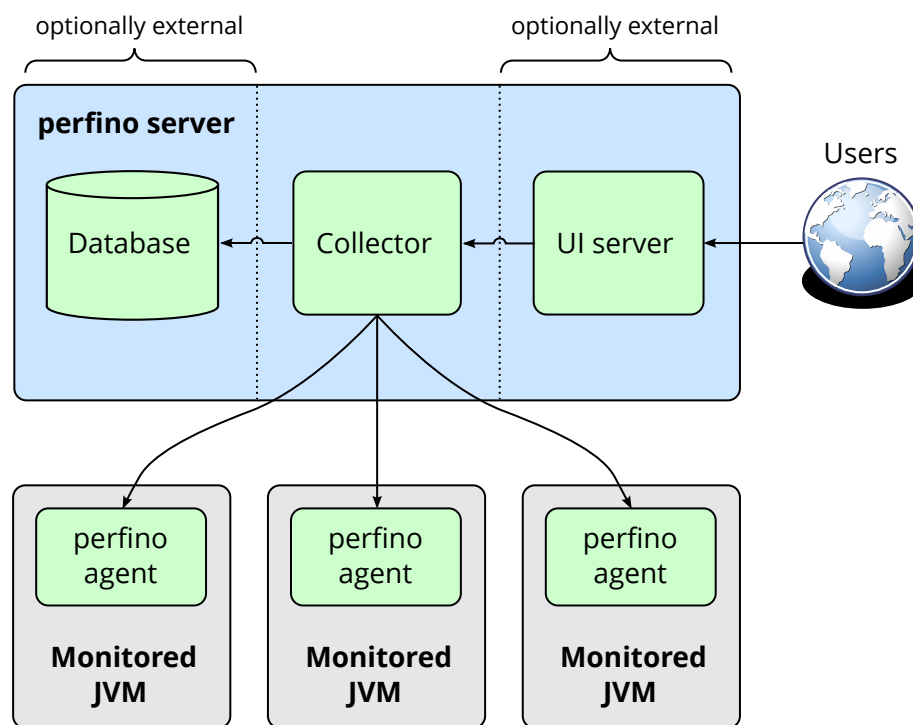 optionally external
optionally external
perfino server
Users
Database
Collector
UI server
perfino
agent
perfino
agent
perfino
agent
Monitored
JVM
Monitored
JVM
Monitored
JVM